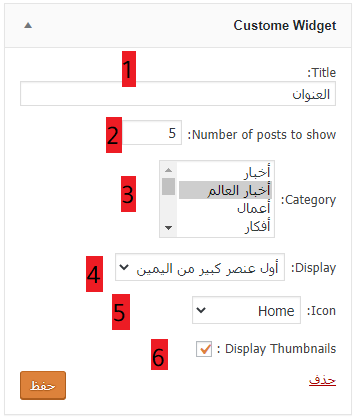 Custome Widget
1
Title:
العنوان
2
Number of posts to show: 5
3
Category:
أخبار
أخبار العالم
أعمال
أفكار
4
Display: أول عنصر كبير من اليمين
5
Icon: Home
6
Display Thumbnails :
حذف
حفظ